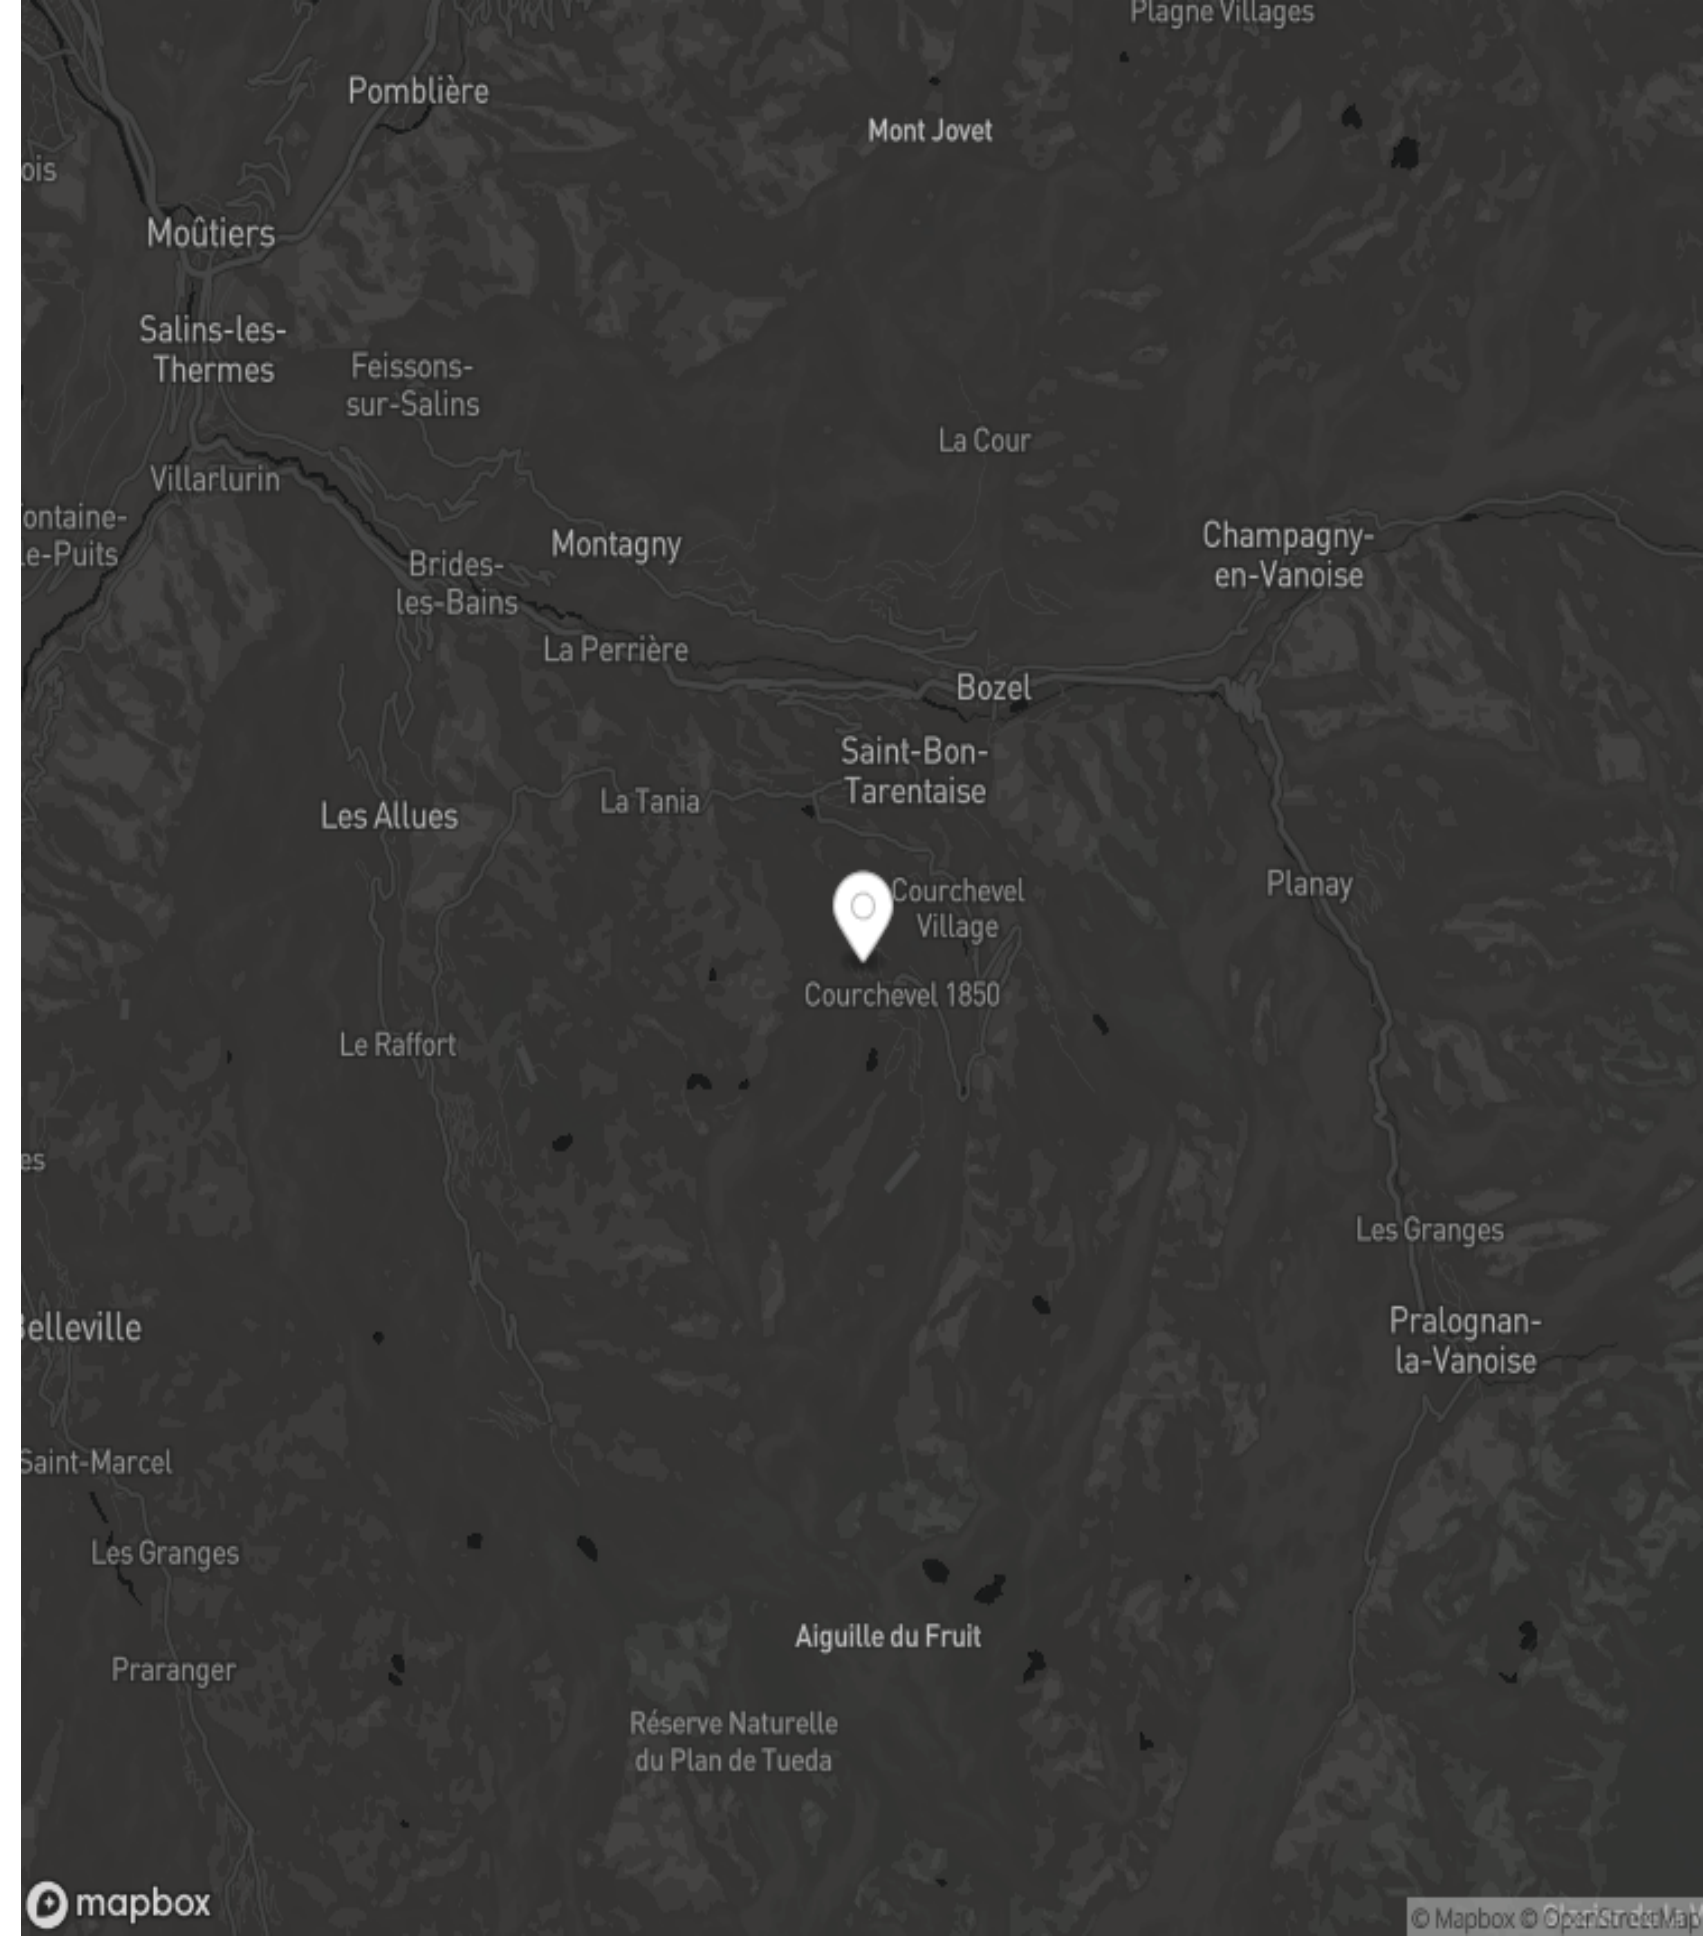 Plagne Villages
Pomblière
Mont Jovet
ois
Moûtiers
Salins-les-
Thermes
Feissons-
sur-Salins
La Cour
Villarlurin
ontaine-
le-Puits
Montagny
Champagny-
en-Vanoise
Brides-
les-Bains
La Perrière
Bozel
Saint-Bon-
Tarentaise
La Tania
Les Allues
Planay
Courchevel
Village
Courchevel 1850
Le Raffort
es
Les Granges
Belleville
Pralognan-
la-Vanoise
Saint-Marcel
Les Granges
Aiguille du Fruit
Praranger
Réserve Naturelle
du Plan de Tueda
mapbox
© Mapbox © OpenStreetMap